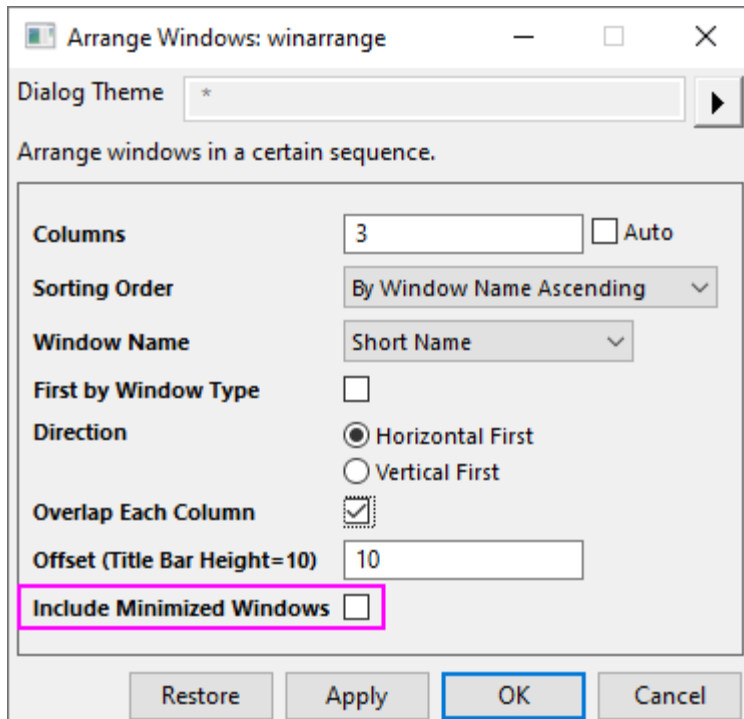 Arrange Windows: winarrange
Dialog Theme *
Arrange windows in a certain sequence.
Columns 3 Auto
Sorting Order By Window Name Ascending
Window Name Short Name
First by Window Type
Direction Horizontal First
Vertical First
Overlap Each Column
Offset (Title Bar Height=10) 10
Include Minimized Windows
Restore Apply OK Cancel